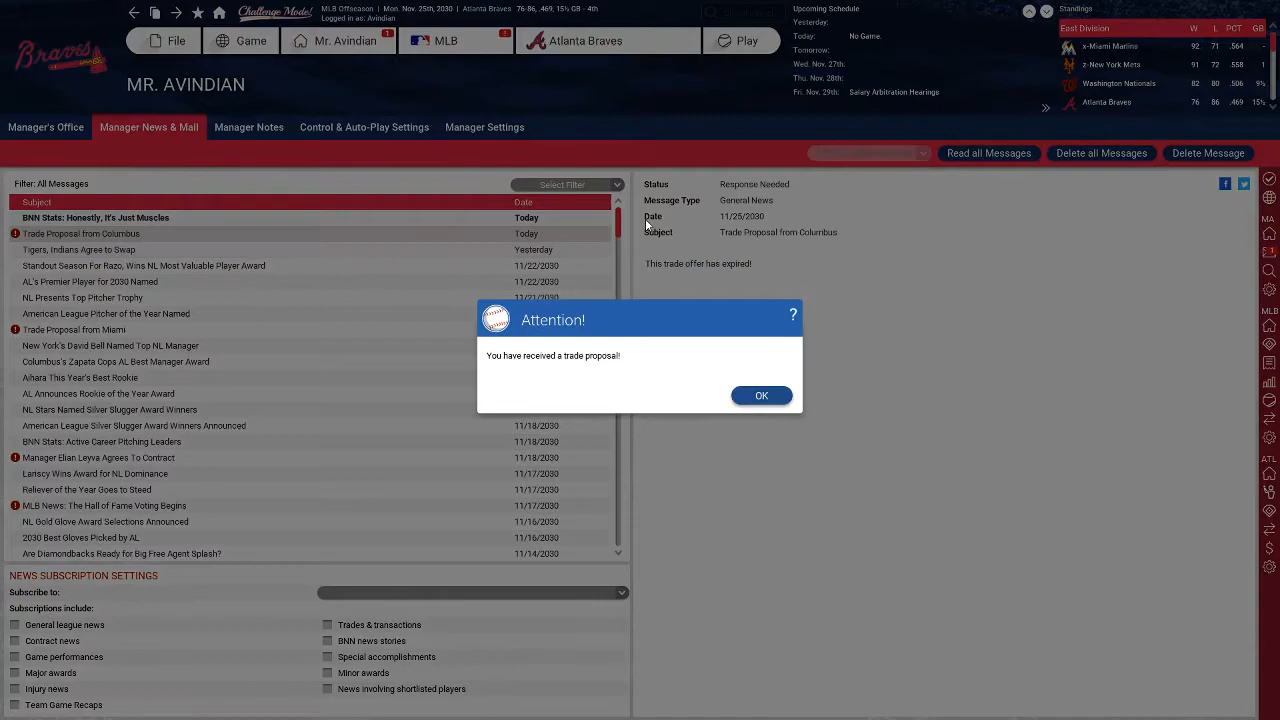 Challenge Mode!
MLB Offseason | Mon. Nov. 25th, 2030 | Atlanta Braves 76-86, .469, 15½ GB - 4th
Logged in as: Avindian
Braves
File
Game
Mr. Avindian
1
MLB
Atlanta Braves
Play
MR. AVINDIAN
Upcoming Schedule
Yesterday:
Today: No Game.
Tomorrow:
Wed. Nov. 27th:
Thu. Nov. 28th:
Fri. Nov. 29th: Salary Arbitration Hearings
Standings
East Division W L PCT GB
x-Miami Marlins 92 71 .564 -
z-New York Mets 91 72 .558 1
Washington Nationals 82 80 .506 9½
Atlanta Braves 76 86 .469 15½
Manager's Office
Manager News & Mail
Manager Notes
Control & Auto-Play Settings
Manager Settings
Read all Messages
Delete all Messages
Delete Message
Filter: All Messages
Select Filter
Subject Date
BNN Stats: Honestly, It's Just Muscles Today
Trade Proposal from Columbus Today
Tigers, Indians Agree to Swap Yesterday
Standout Season For Razo, Wins NL Most Valuable Player Award 11/22/2030
AL's Premier Player for 2030 Named 11/22/2030
NL Presents Top Pitcher Trophy 11/21/2030
American League Pitcher of the Year Named
Trade Proposal from Miami
New York's David Bell Named Top NL Manager
Columbus's Zapata Cops AL Best Manager Award
Aihara This Year's Best Rookie
AL Announces Rookie of the Year Award
NL Stars Named Silver Slugger Award Winners
American League Silver Slugger Award Winners Announced 11/18/2030
BNN Stats: Active Career Pitching Leaders 11/18/2030
Manager Elian Leyva Agrees To Contract 11/17/2030
Lariscy Wins Award for NL Dominance 11/17/2030
Reliever of the Year Goes to Steed 11/17/2030
MLB News: The Hall of Fame Voting Begins 11/17/2030
NL Gold Glove Award Selections Announced 11/16/2030
2030 Best Gloves Picked by AL 11/16/2030
Are Diamondbacks Ready for Big Free Agent Splash? 11/14/2030
Status Response Needed
Message Type General News
Date 11/25/2030
Subject Trade Proposal from Columbus
This trade offer has expired!
Attention!
?
You have received a trade proposal!
OK
NEWS SUBSCRIPTION SETTINGS
Subscribe to:
Subscriptions include:
General league news
Trades & transactions
Contract news
BNN news stories
Game performances
Special accomplishments
Major awards
Minor awards
Injury news
News involving shortlisted players
Team Game Recaps
MA
MLB
ATL